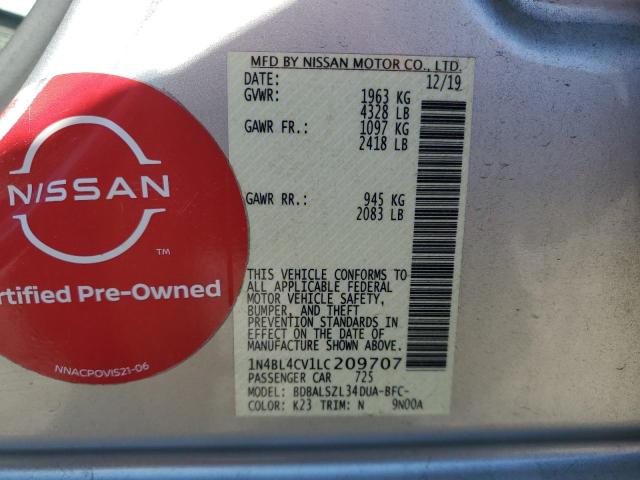 MFD BY NISSAN MOTOR CO., LTD.
DATE: 12/19
GVWR: 1963 KG
4328 LB
GAWR FR.: 1097 KG
2418 LB
GAWR RR.: 945 KG
2083 LB
THIS VEHICLE CONFORMS TO
ALL APPLICABLE FEDERAL
MOTOR VEHICLE SAFETY,
BUMPER, AND THEFT
PREVENTION STANDARDS IN
EFFECT ON THE DATE OF
MANUFACTURE SHOWN ABOVE.
1N4BL4CV1LC209707
PASSENGER CAR 725
MODEL: BDBALSZL34DUA-BFC-
COLOR: K23 TRIM: N 9N00A
NISSAN
TM
rtified Pre-Owned
NNACPOVIS21-06